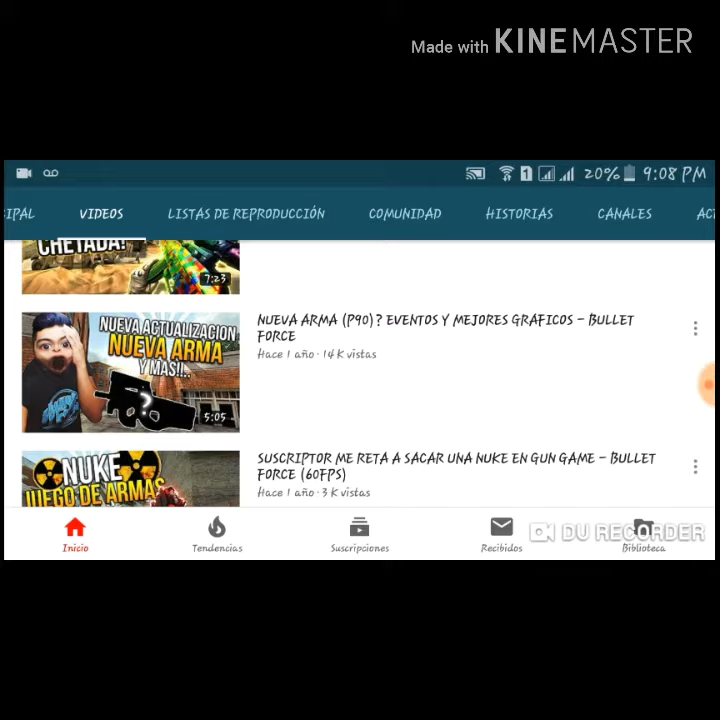 Made with KINEMASTER
1 20% 9:08 PM
CIPAL VIDEOS LISTAS DE REPRODUCCIÓN COMUNIDAD HISTORIAS CANALES
CHETADA!
7:23
NUEVA ACTUALIZACION
NUEVA ARMA
Y MAS!!..
?
5:05
NUEVA ARMA (P90)? EVENTOS Y MEJORES GRAFICOS – BULLET
FORCE
Hace 1 año · 14 K vistas
NUKE
JUEGO DE ARMAS
SUSCRIPTOR ME RETA A SACAR UNA NUKE EN GUN GAME – BULLET
FORCE (60FPS)
Hace 1 año · 3 K vistas
DU RECORDER
Inicio Tendencias Suscripciones Recibidos Biblioteca